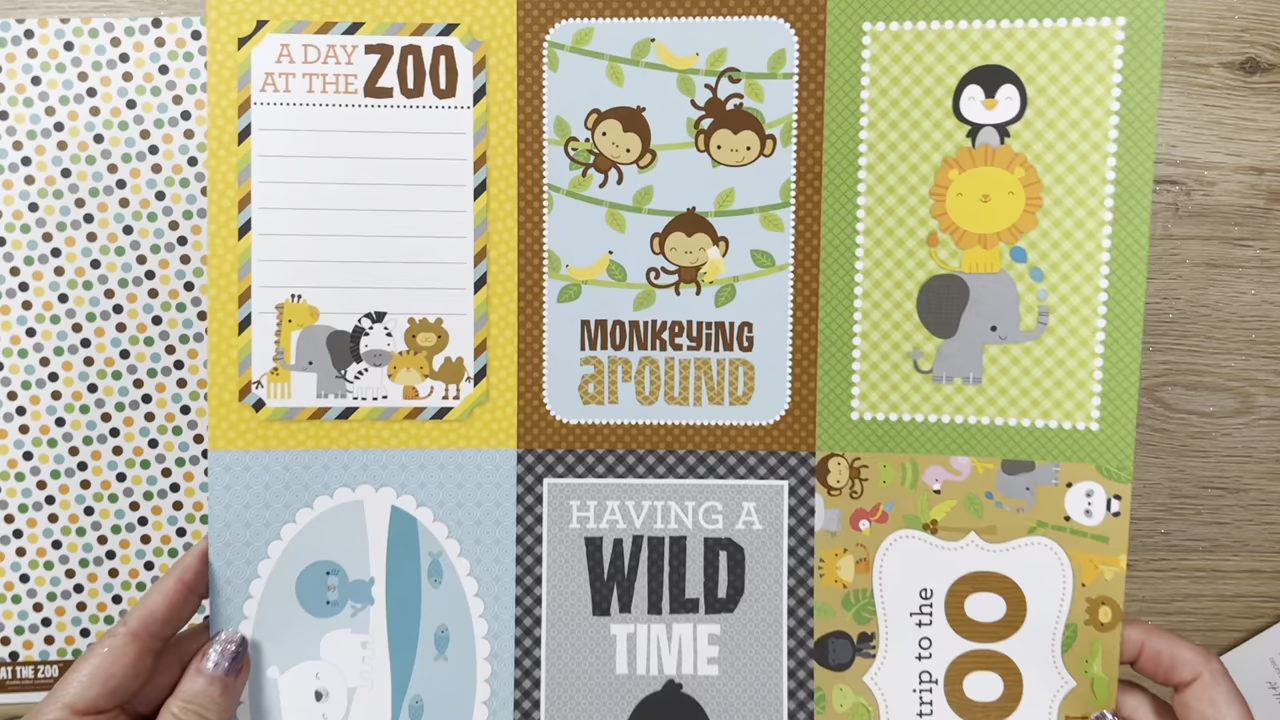 A DAY
AT THE ZOO
MONKEYING
AROUND
HAVING A
WILD
TIME
trip to the
AT THE ZOO